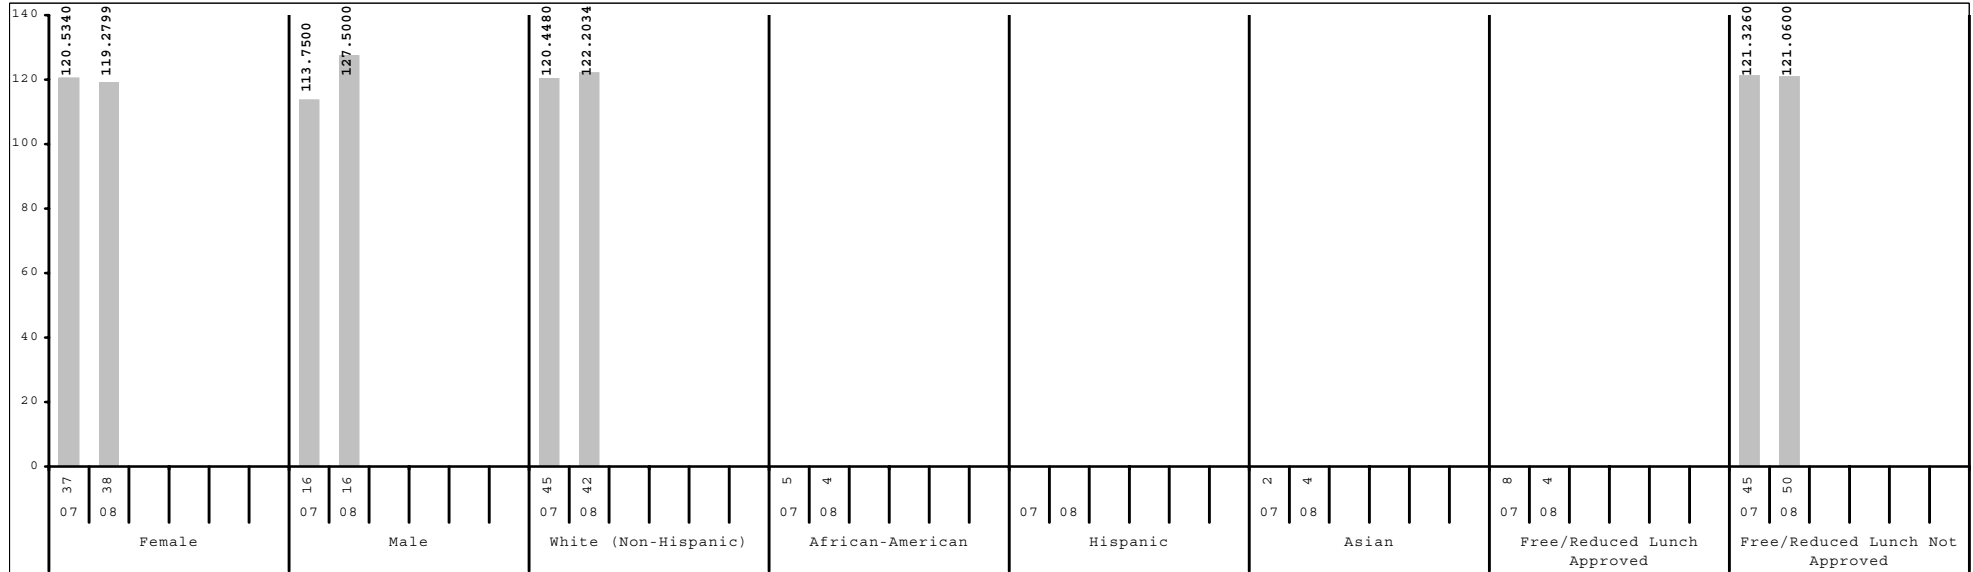 140
120
100
80
60
40
20
0
120.5340
119.2799
113.7500
127.5000
120.4480
122.2034
121.3260
121.0600
37
38
16
16
45
42
5
4
2
4
8
4
45
50
07 08 07 08 07 08 07 08 07 08 07 08 07 08 07 08
Female
Male
White (Non-Hispanic)
African-American
Hispanic
Asian
Free/Reduced Lunch
Approved
Free/Reduced Lunch Not
Approved